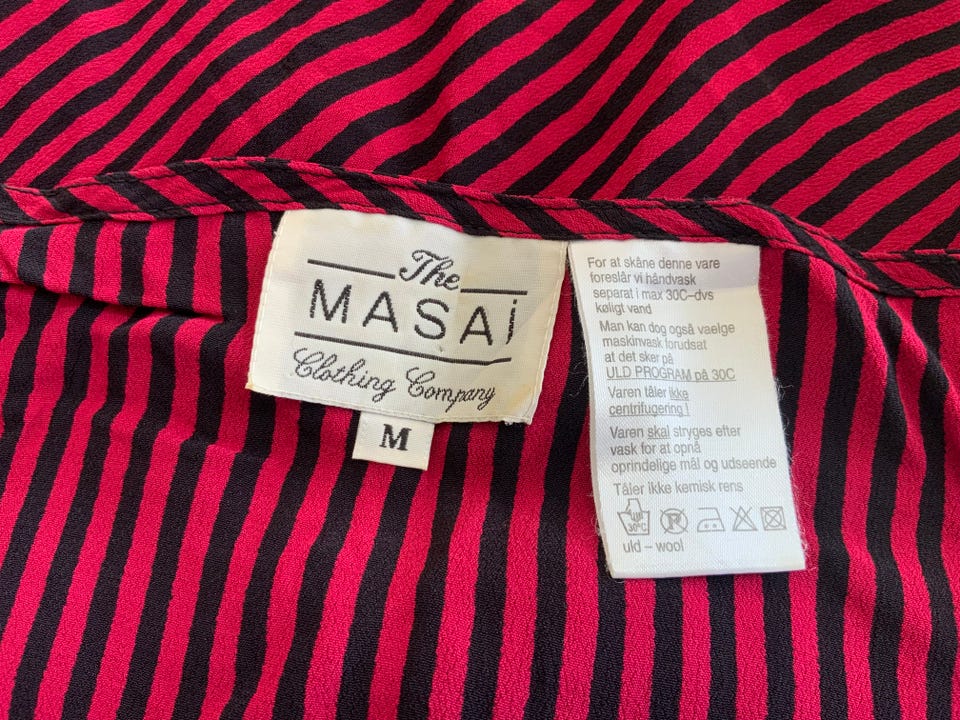 The
MASAi
Clothing Company
M
For at skåne denne vare
foreslår vi håndvask
separat i max 30C–dvs
køligt vand
Man kan dog også vaelge
maskinvask forudsat
at det sker på
ULD PROGRAM på 30C
Varen tåler ikke
centrifugering !
Varen skal stryges efter
vask for at opnå
oprindelige mål og udseende
Tåler ikke kemisk rens
30°C P
uld – wool